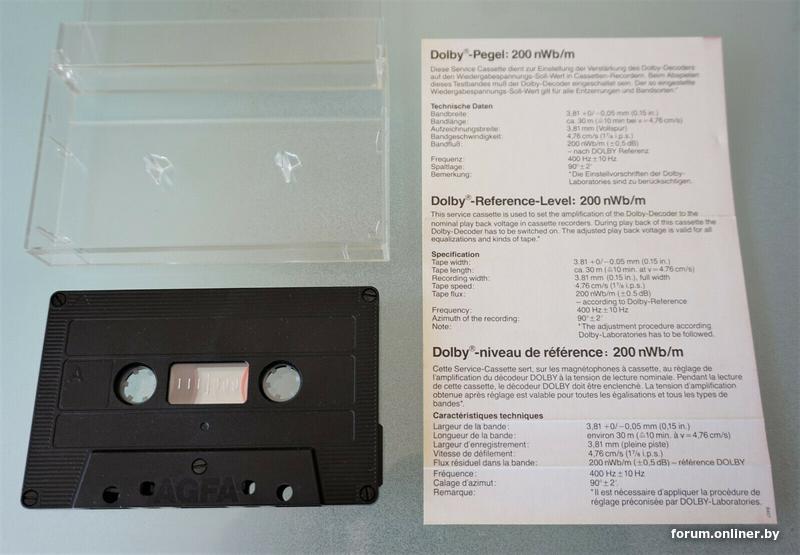 Dolby®-Pegel: 200 nWb/m
Diese Service Cassette dient zur Einstellung der Verstärkung des Dolby-Decoders
auf den Wiedergabespannungs-Soll-Wert in Cassetten-Recordern. Beim Abspielen
dieses Testbandes muß der Dolby-Decoder eingeschaltet sein. Der so eingestellte
Wiedergabespannungs-Soll-Wert gilt für alle Entzerrungen und Bandsorten.*
Technische Daten
Bandbreite: 3,81 +0/-0,05 mm (0.15 in.)
Bandlänge: ca. 30 m (≙10 min bei v=4,76 cm/s)
Aufzeichnungsbreite: 3,81 mm (Vollspur)
Bandgeschwindigkeit: 4,76 cm/s (1⅞ i.p.s.)
Bandfluß: 200 nWb/m (±0,5 dB)
– nach DOLBY Referenz
Frequenz: 400 Hz±10 Hz
Spaltlage: 90°±2'
Bemerkung: *Die Einstellvorschriften der Dolby-
Laboratories sind zu berücksichtigen.
Dolby®-Reference-Level: 200 nWb/m
This service cassette is used to set the amplification of the Dolby-Decoder to the
nominal play back voltage in cassette recorders. During play back of this cassette the
Dolby-Decoder has to be switched on. The adjusted play back voltage is valid for all
equalizations and kinds of tape.*
Specification
Tape width: 3.81 +0/-0.05 mm (0.15 in.)
Tape length: ca. 30 m (≙10 min. at v=4.76 cm/s)
Recording width: 3.81 mm (0.15 in.), full width
Tape speed: 4.76 cm/s (1⅞ i.p.s.)
Tape flux: 200 nWb/m (±0.5 dB)
– according to Dolby-Reference
Frequency: 400 Hz±10 Hz
Azimuth of the recording: 90°±2'
Note: *The adjustment procedure according
Dolby-Laboratories has to be followed.
Dolby®-niveau de référence: 200 nWb/m
Cette Service-Cassette sert, sur les magnétophones à cassette, au réglage de
l'amplification du décodeur DOLBY à la tension de lecture nominale. Pendant la lecture
de cette cassette, le décodeur DOLBY doit être enclenché. La tension d'amplification
obtenue après réglage est valable pour toutes les égalisations et tous les types de
bandes*.
Caractéristiques techniques
Largeur de la bande: 3,81 +0/-0,05 mm (0,15 in.)
Longueur de la bande: environ 30 m (≙10 min. à v=4,76 cm/s)
Largeur d'enregistrement: 3,81 mm (pleine piste)
Vitesse de défilement: 4,76 cm/s (1⅞ i.p.s.)
Flux résiduel dans la bande: 200 nWb/m (±0,5 dB) – référence DOLBY
Fréquence: 400 Hz±10 Hz
Calage d'azimut: 90°±2'
Remarque: *Il est nécessaire d'appliquer la procédure de
réglage préconisée par DOLBY-Laboratories.
A
AGFA
forum.onliner.by